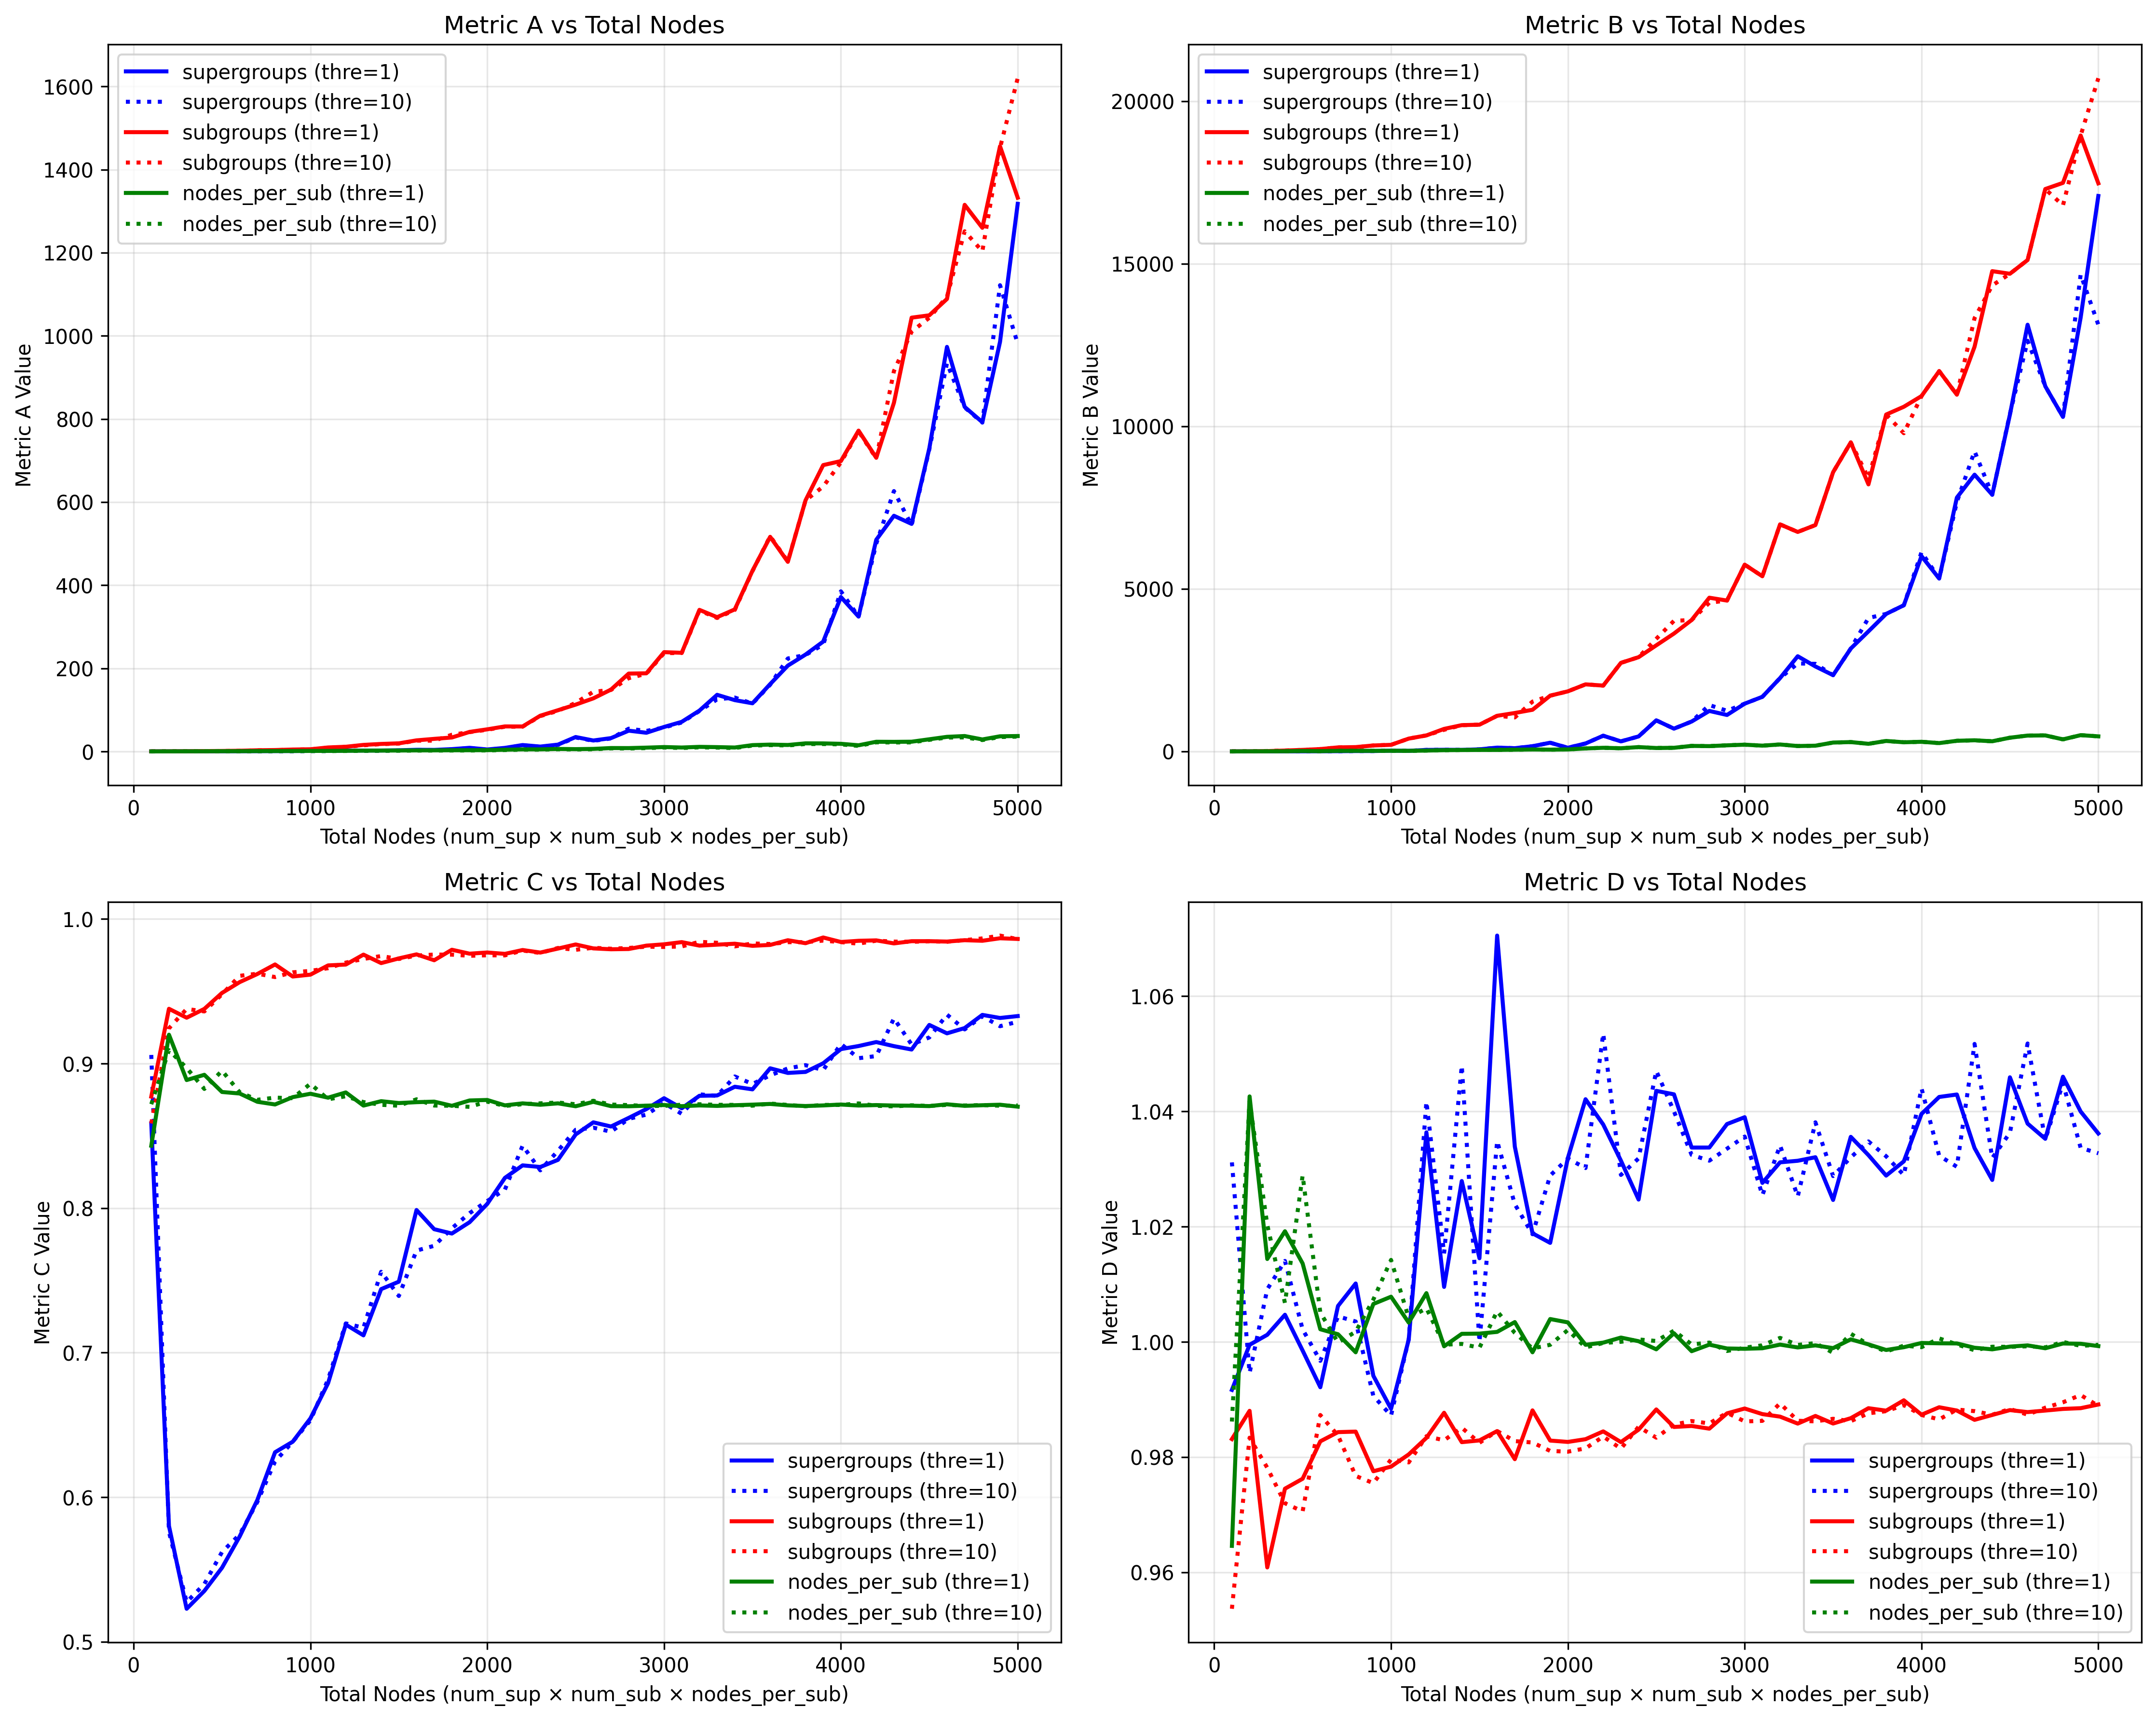 Metric A vs Total Nodes
Metric A Value
1600
1400
1200
1000
800
600
400
200
0
supergroups (thre=1)
supergroups (thre=10)
subgroups (thre=1)
subgroups (thre=10)
nodes_per_sub (thre=1)
nodes_per_sub (thre=10)
0 1000 2000 3000 4000 5000
Total Nodes (num_sup × num_sub × nodes_per_sub)
Metric B vs Total Nodes
Metric B Value
20000
15000
10000
5000
0
supergroups (thre=1)
supergroups (thre=10)
subgroups (thre=1)
subgroups (thre=10)
nodes_per_sub (thre=1)
nodes_per_sub (thre=10)
0 1000 2000 3000 4000 5000
Total Nodes (num_sup × num_sub × nodes_per_sub)
Metric C vs Total Nodes
Metric C Value
1.0
0.9
0.8
0.7
0.6
0.5
supergroups (thre=1)
supergroups (thre=10)
subgroups (thre=1)
subgroups (thre=10)
nodes_per_sub (thre=1)
nodes_per_sub (thre=10)
0 1000 2000 3000 4000 5000
Total Nodes (num_sup × num_sub × nodes_per_sub)
Metric D vs Total Nodes
Metric D Value
1.06
1.04
1.02
1.00
0.98
0.96
supergroups (thre=1)
supergroups (thre=10)
subgroups (thre=1)
subgroups (thre=10)
nodes_per_sub (thre=1)
nodes_per_sub (thre=10)
0 1000 2000 3000 4000 5000
Total Nodes (num_sup × num_sub × nodes_per_sub)